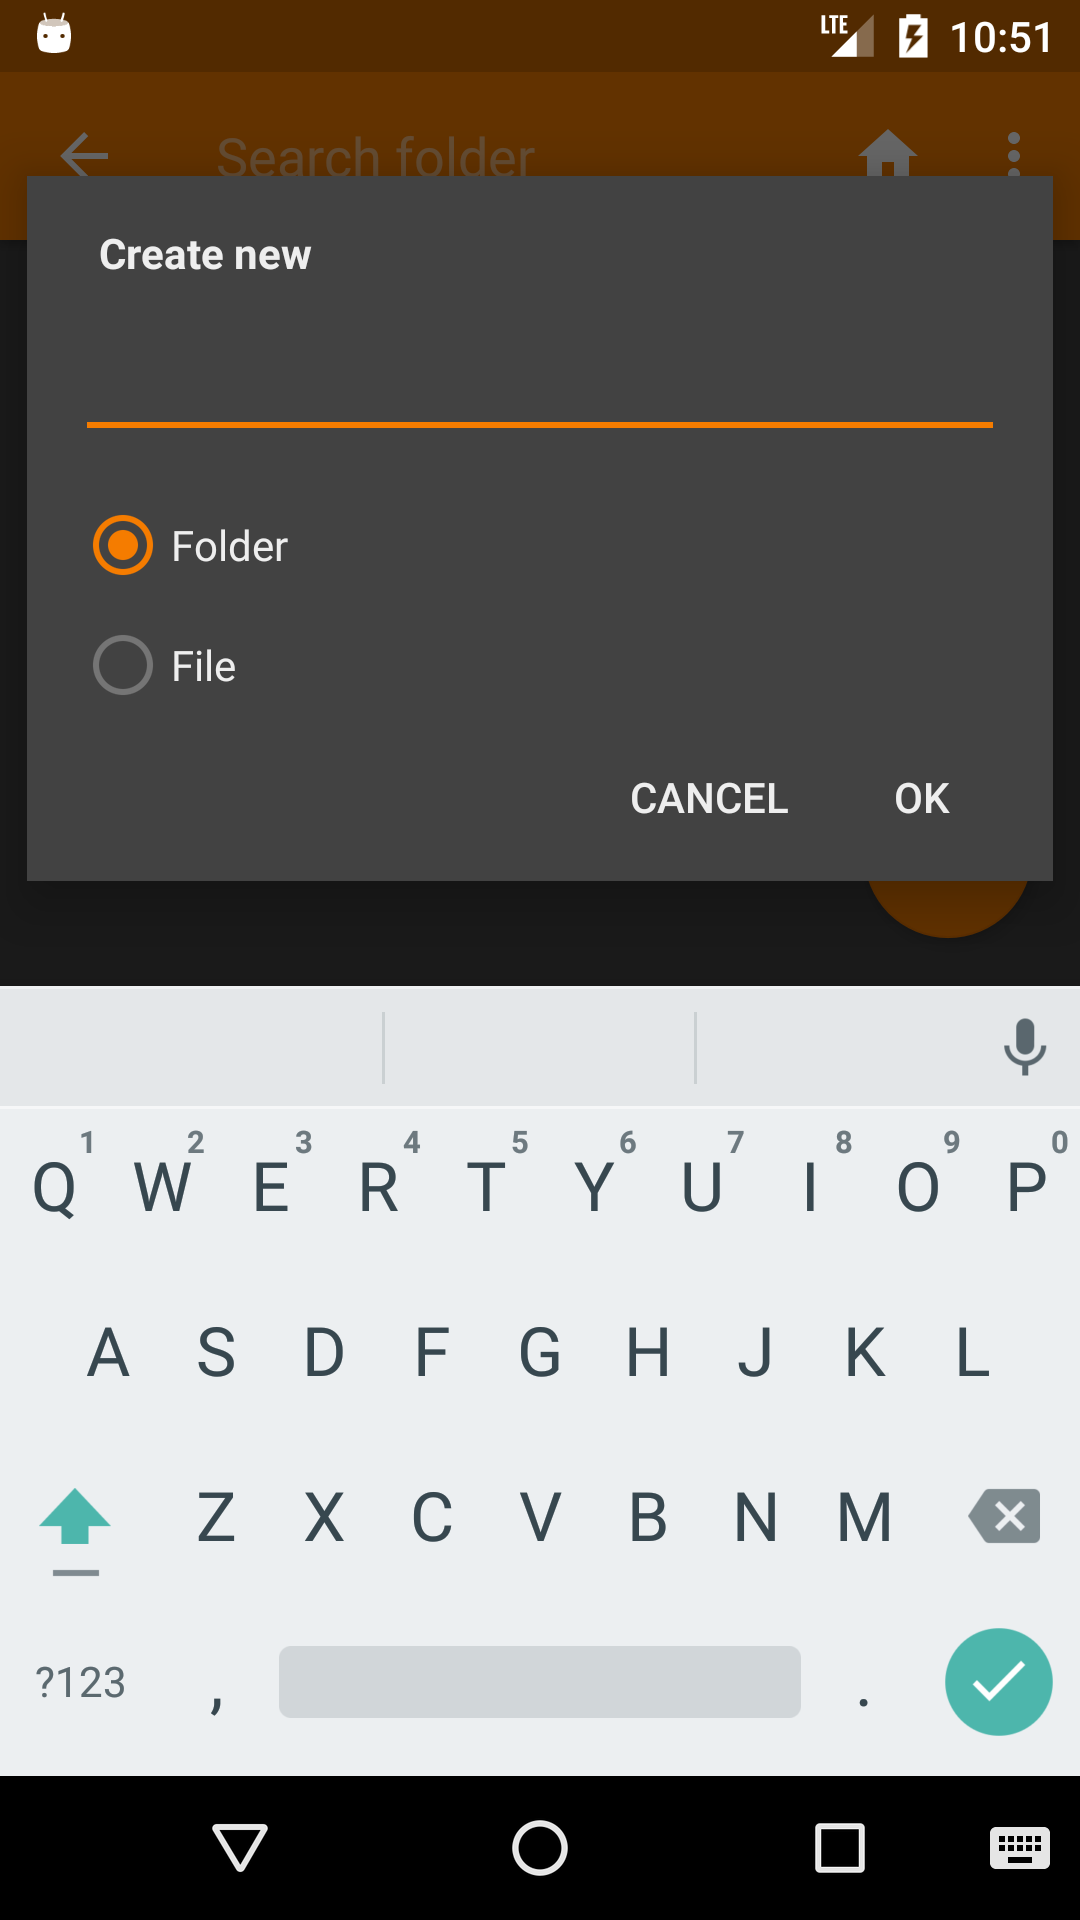 LTE 10:51
Search folder
Create new
Folder
File
CANCEL OK
1 2 3 4 5 6 7 8 9 0
Q W E R T Y U I O P
A S D F G H J K L
Z X C V B N M
?123 , .